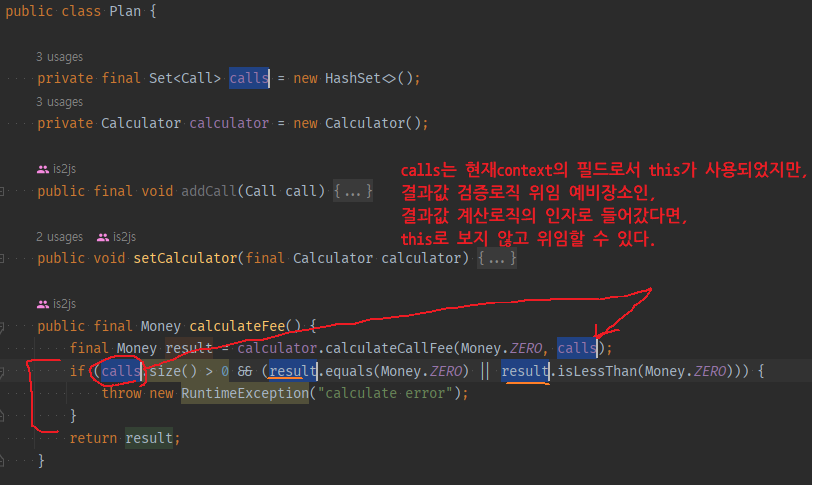 public class Plan {
3 usages
private final Set<Call> calls = new HashSet<>();
3 usages
private Calculator calculator = new Calculator();
is2js
public final void addCall(Call call) {...}
calls는 현재context의 필드로서 this가 사용되었지만,
결과값 검증로직 위임 예비장소인,
결과값 계산로직의 인자로 들어갔다면,
this로 보지 않고 위임할 수 있다.
2 usages is2js
public void setCalculator(final Calculator calculator) {...}
is2js
public final Money calculateFee() {
final Money result = calculator.calculateCallFee(Money.ZERO, calls);
if (calls.size() > 0 && (result.equals(Money.ZERO) || result.isLessThan(Money.ZERO))) {
throw new RuntimeException("calculate error");
}
return result;
}